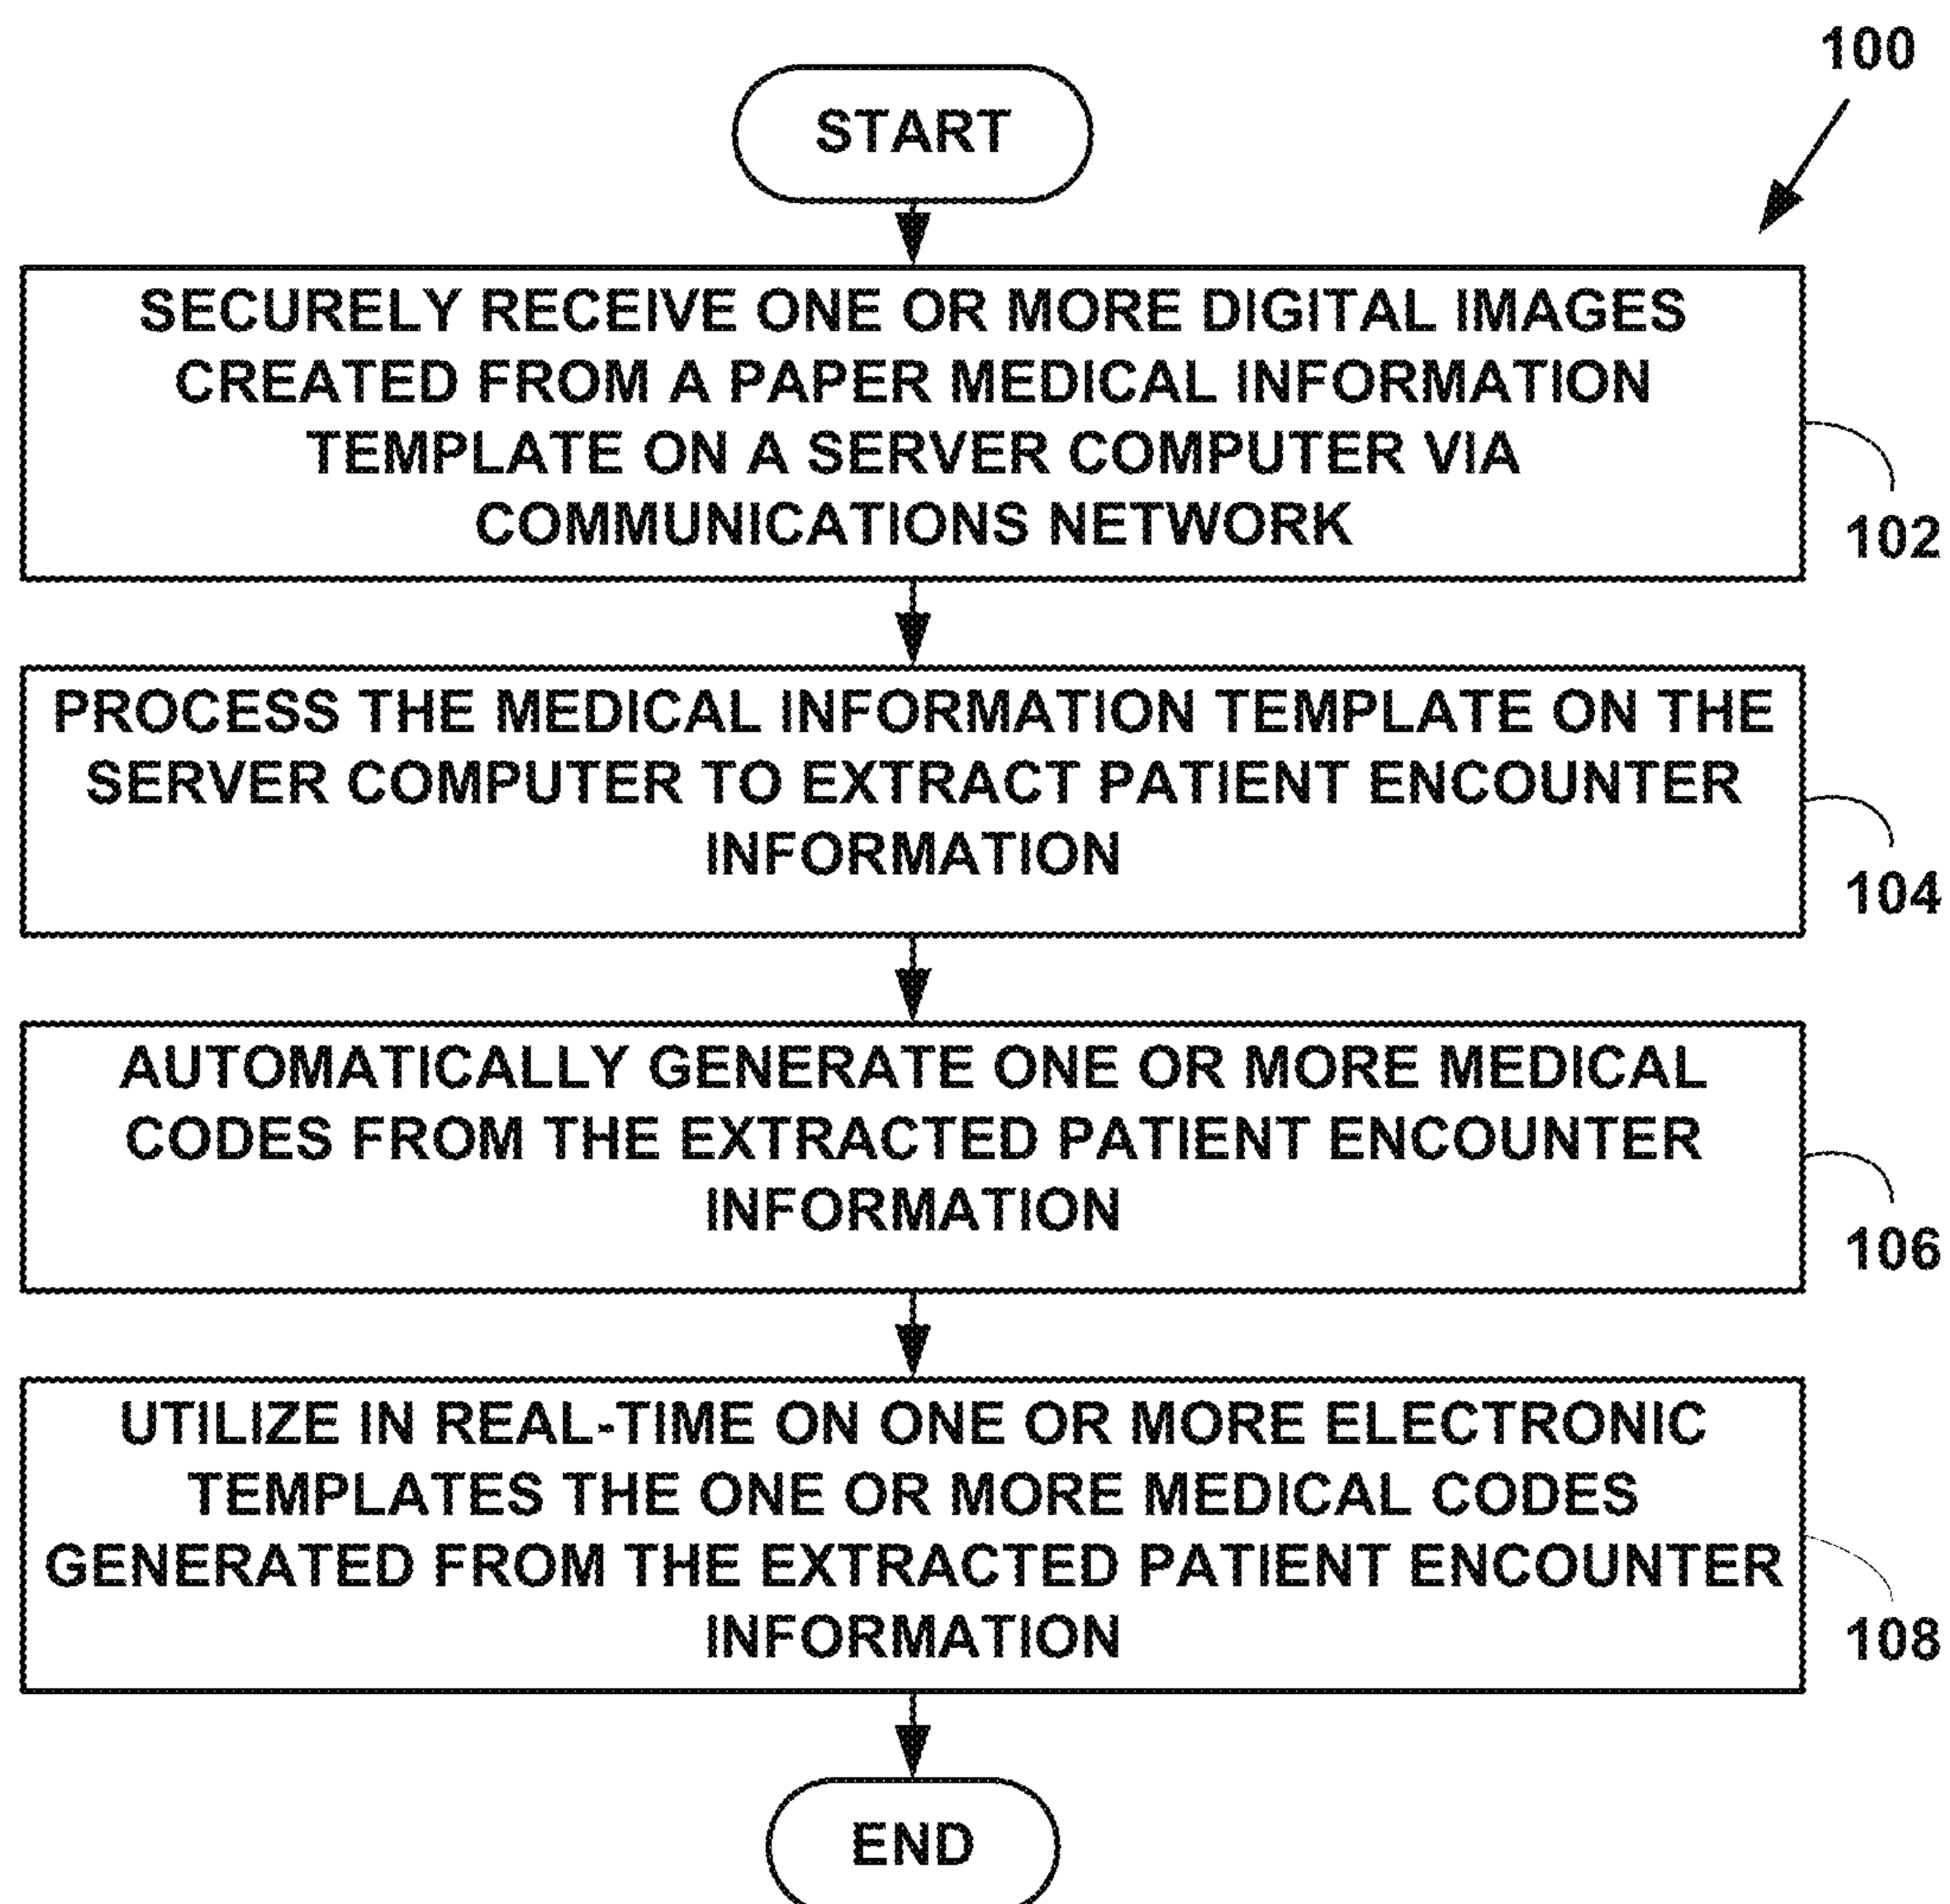 100
START
SECURELY RECEIVE ONE OR MORE DIGITAL IMAGES
CREATED FROM A PAPER MEDICAL INFORMATION
TEMPLATE ON A SERVER COMPUTER VIA
COMMUNICATIONS NETWORK
102
PROCESS THE MEDICAL INFORMATION TEMPLATE ON THE
SERVER COMPUTER TO EXTRACT PATIENT ENCOUNTER
INFORMATION
104
AUTOMATICALLY GENERATE ONE OR MORE MEDICAL
CODES FROM THE EXTRACTED PATIENT ENCOUNTER
INFORMATION
106
UTILIZE IN REAL-TIME ON ONE OR MORE ELECTRONIC
TEMPLATES THE ONE OR MORE MEDICAL CODES
GENERATED FROM THE EXTRACTED PATIENT ENCOUNTER
INFORMATION
108
END